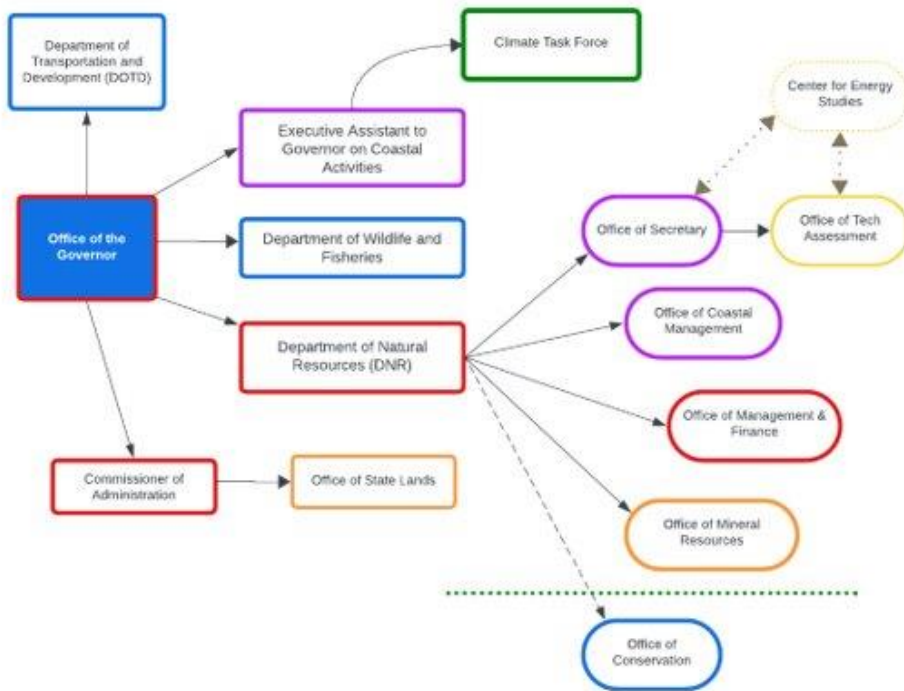 Department of
Transportation and
Development (DOTD)
Climate Task Force
Center for Energy
Studies
Executive Assistant to
Governor on Coastal
Activities
Office of the
Governor
Department of Wildlife and
Fisheries
Office of Secretary
Office of Tech
Assessment
Department of Natural
Resources (DNR)
Office of Coastal
Management
Office of Management &
Finance
Commissioner of
Administration
Office of State Lands
Office of Mineral
Resources
Office of
Conservation